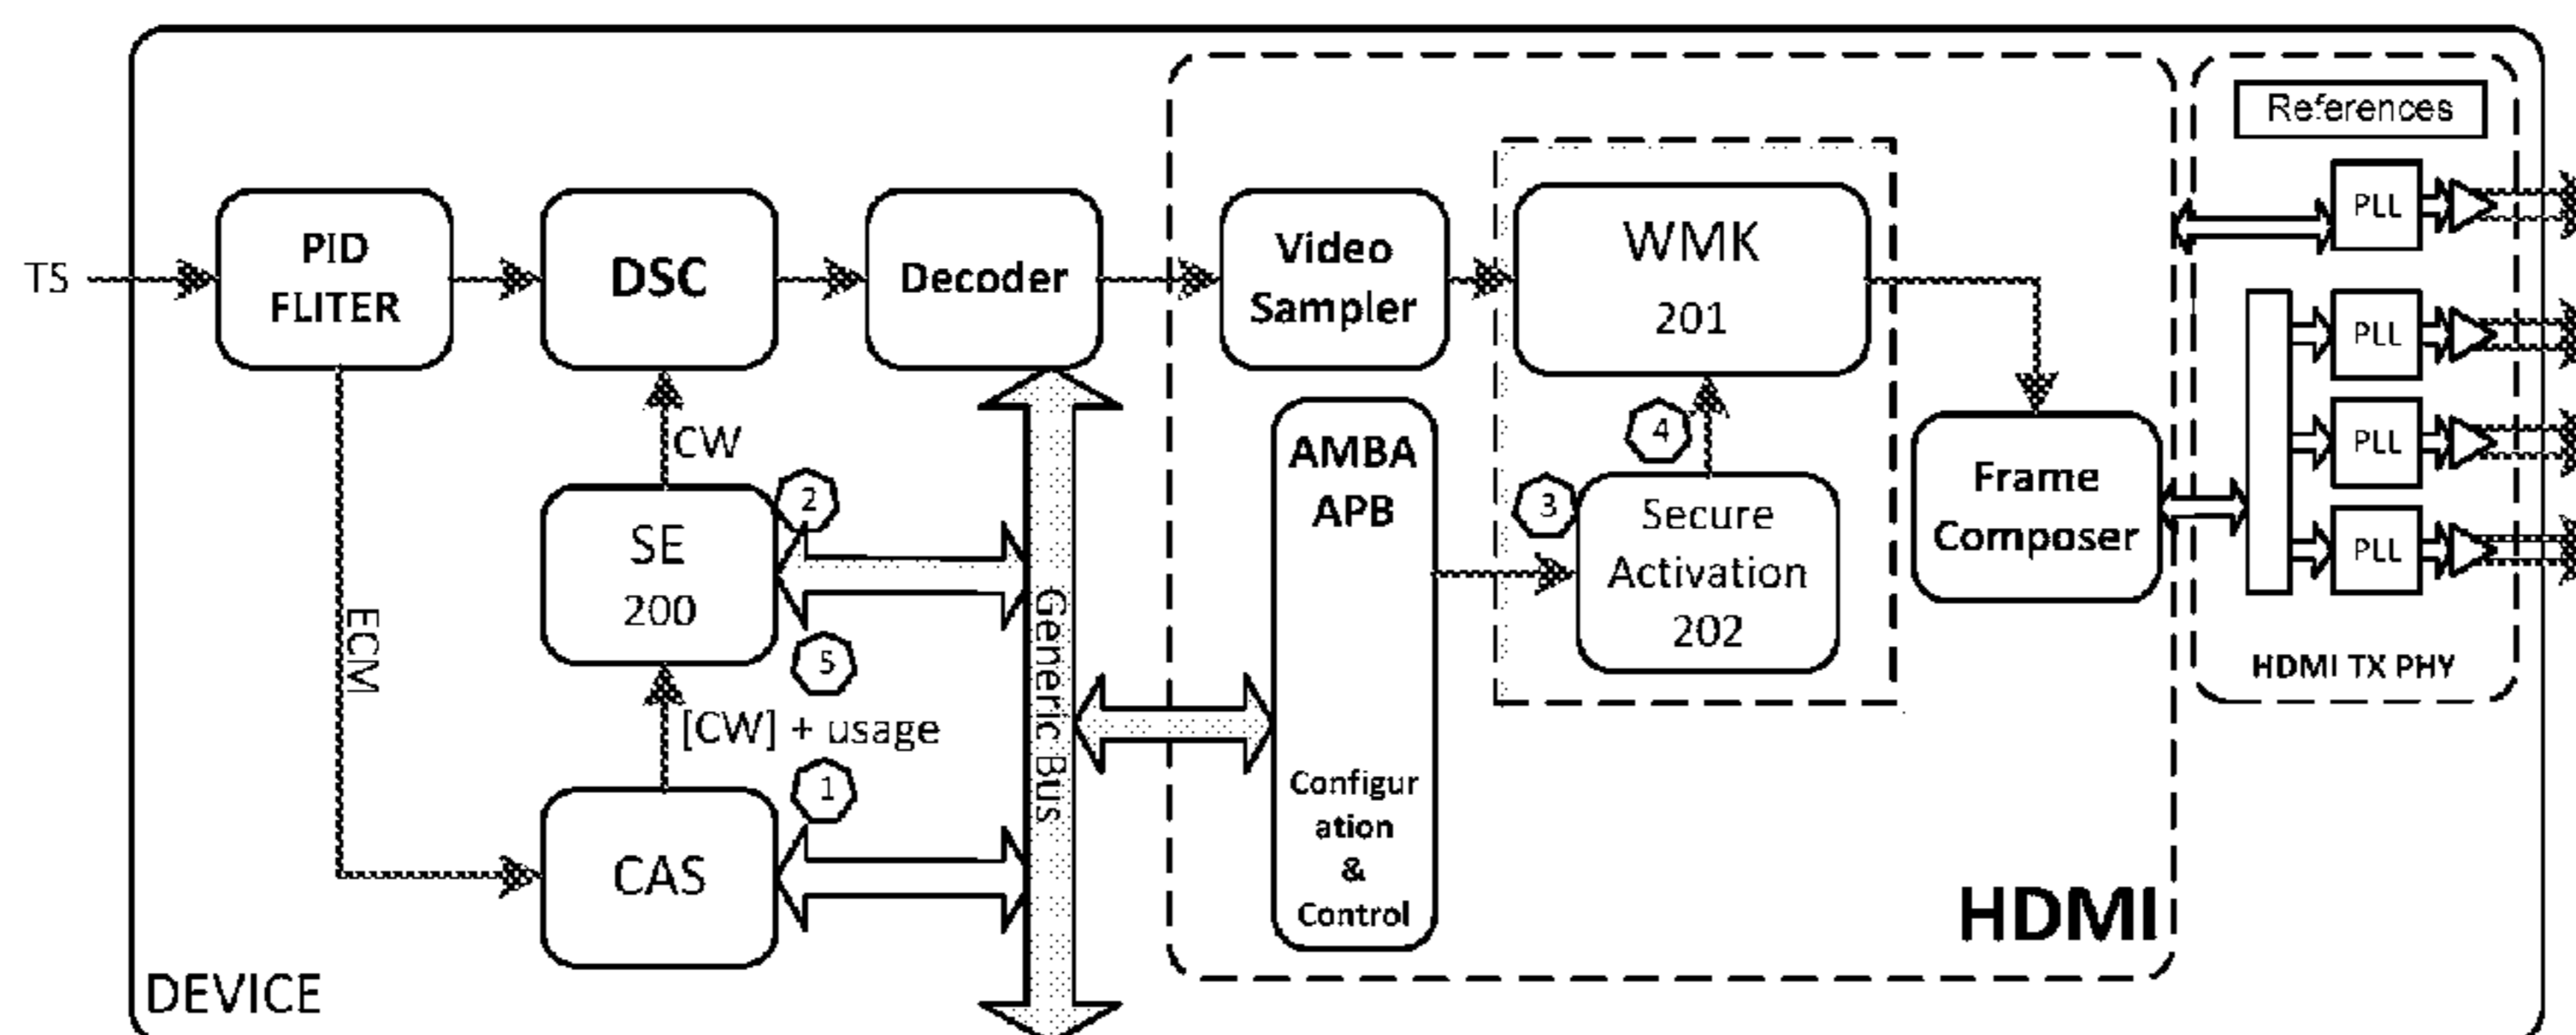 TS
PID
FLITER
DSC
Decoder
Video
Sampler
WMK
201
References
PLL
PLL
PLL
PLL
HDMI TX PHY
CW
ECM
SE
200
2
5
[CW] + usage
1
CAS
Generic Bus
AMBA
APB
Configur
ation
&
Control
4
3
Secure
Activation
202
Frame
Composer
HDMI
DEVICE